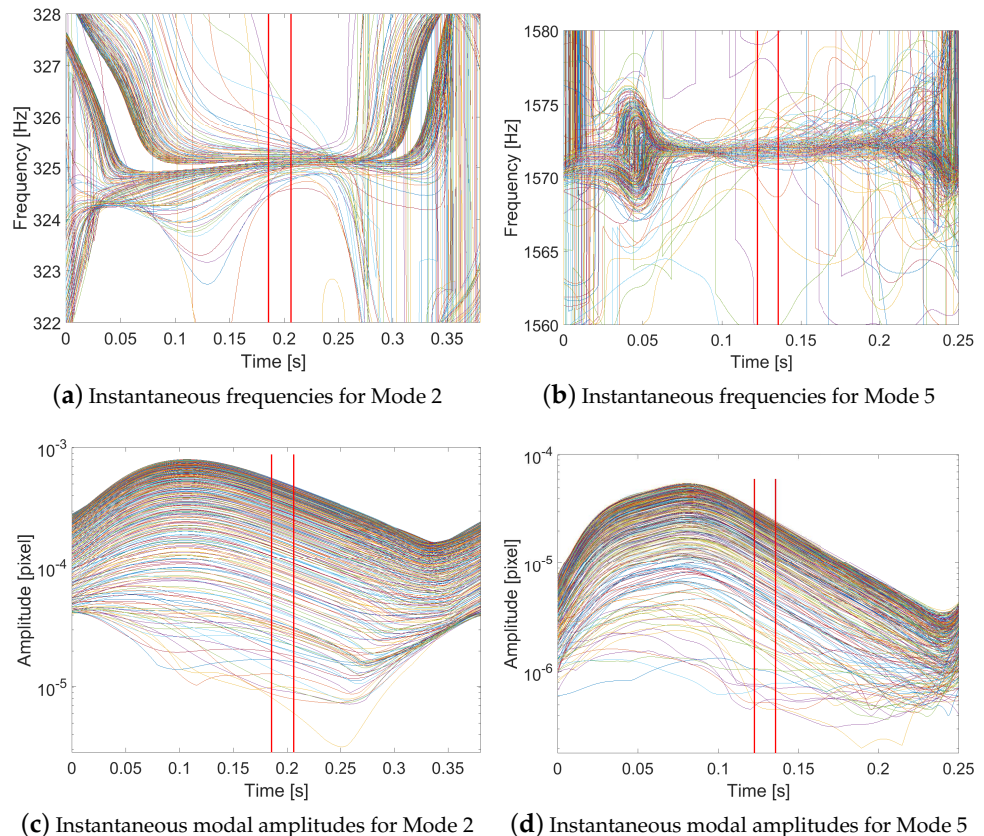 328
327
326
325
324
323
322
Frequency [Hz]
0 0.05 0.1 0.15 0.2 0.25 0.3 0.35
Time [s]
(a) Instantaneous frequencies for Mode 2
1580
1575
1570
1565
1560
Frequency [Hz]
0 0.05 0.1 0.15 0.2 0.25
Time [s]
(b) Instantaneous frequencies for Mode 5
10-3
10-4
10-5
Amplitude [pixel]
0 0.05 0.1 0.15 0.2 0.25 0.3 0.35
Time [s]
(c) Instantaneous modal amplitudes for Mode 2
10-4
10-5
10-6
Amplitude [pixel]
0 0.05 0.1 0.15 0.2 0.25
Time [s]
(d) Instantaneous modal amplitudes for Mode 5